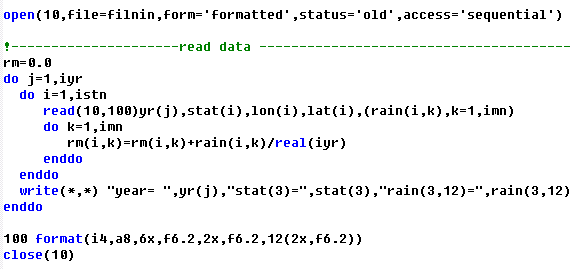 open(10,file=filnin,form='formatted',status='old',access='sequential')
!---------------------read data ---------------------------------------
rm=0.0
do j=1,iyr
do i=1,istn
read(10,100)yr(j),stat(i),lon(i),lat(i),(rain(i,k),k=1,imn)
do k=1,imn
rm(i,k)=rm(i,k)+rain(i,k)/real(iyr)
enddo
enddo
write(*,*) "year= ",yr(j),"stat(3)=",stat(3),"rain(3,12)=",rain(3,12)
enddo
100 format(i4,a8,6x,f6.2,2x,f6.2,12(2x,f6.2))
close(10)